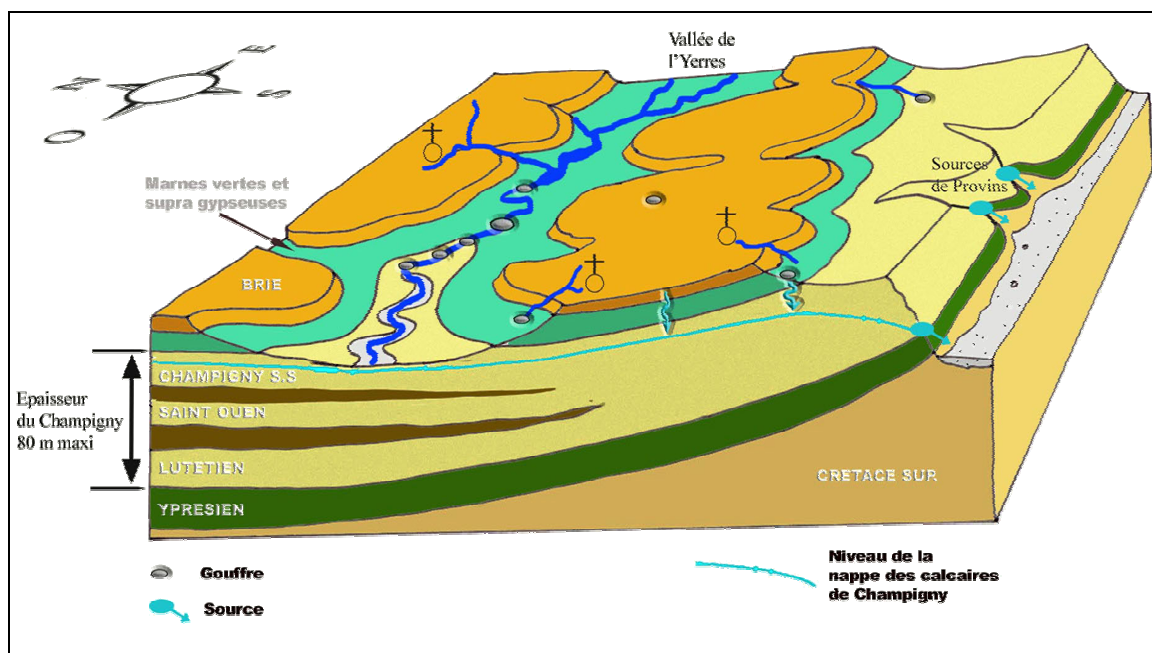 Vallée de
l'Yerres
N
E
S
O
Marnes vertes et
supra gypseuses
Sources
de Provins
BRIE
CHAMPIGNY S.S
Epaisseur
du Champigny
80 m maxi
SAINT OUEN
LUTETIEN
YPRESIEN
CRETACE SUP
Gouffre
Source
Niveau de la
nappe des calcaires
de Champigny